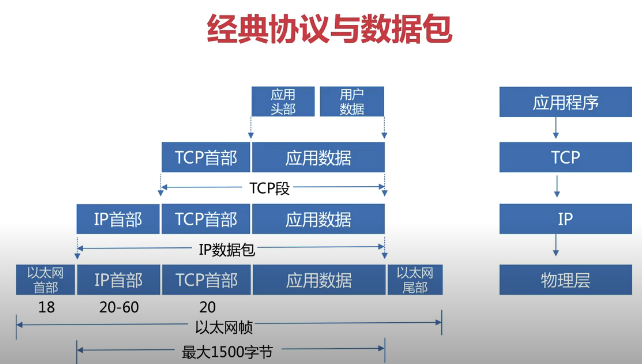 经典协议与数据包
应用
头部
用户
数据
应用程序
TCP首部
应用数据
TCP
TCP段
IP首部
TCP首部
应用数据
IP
IP数据包
以太网
首部
IP首部
TCP首部
应用数据
以太网
尾部
物理层
18
20-60
20
以太网帧
最大1500字节